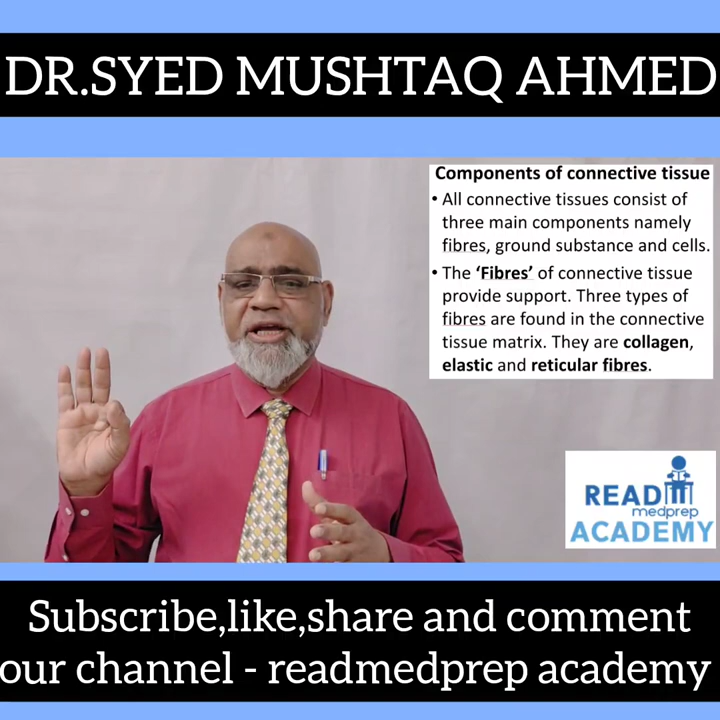 DR.SYED MUSHTAQ AHMED
Components of connective tissue
• All connective tissues consist of
three main components namely
fibres, ground substance and cells.
• The ‘Fibres’ of connective tissue
provide support. Three types of
fibres are found in the connective
tissue matrix. They are collagen,
elastic and reticular fibres.
READ
medprep
ACADEMY
Subscribe,like,share and comment
our channel - readmedprep academy